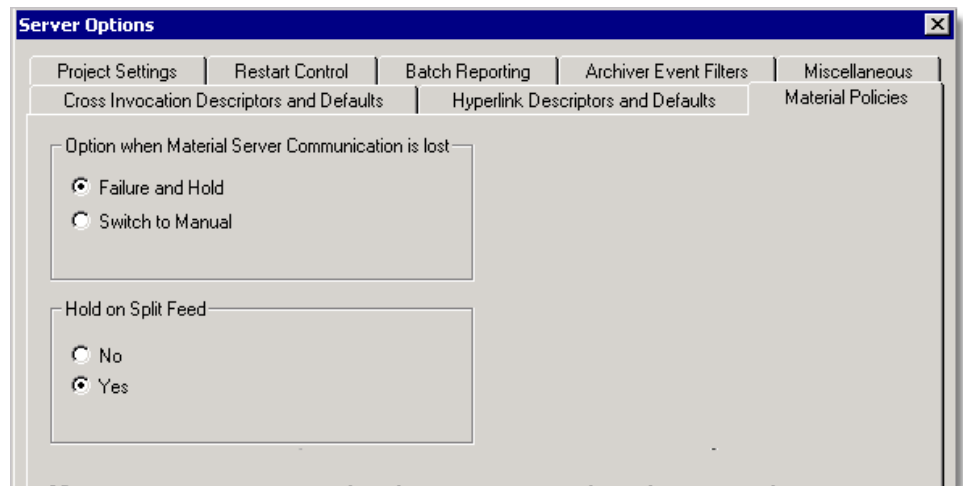 Server Options
Project Settings Restart Control Batch Reporting Archiver Event Filters Miscellaneous
Cross Invocation Descriptors and Defaults Hyperlink Descriptors and Defaults Material Policies
Option when Material Server Communication is lost
Failure and Hold
Switch to Manual
Hold on Split Feed
No
Yes